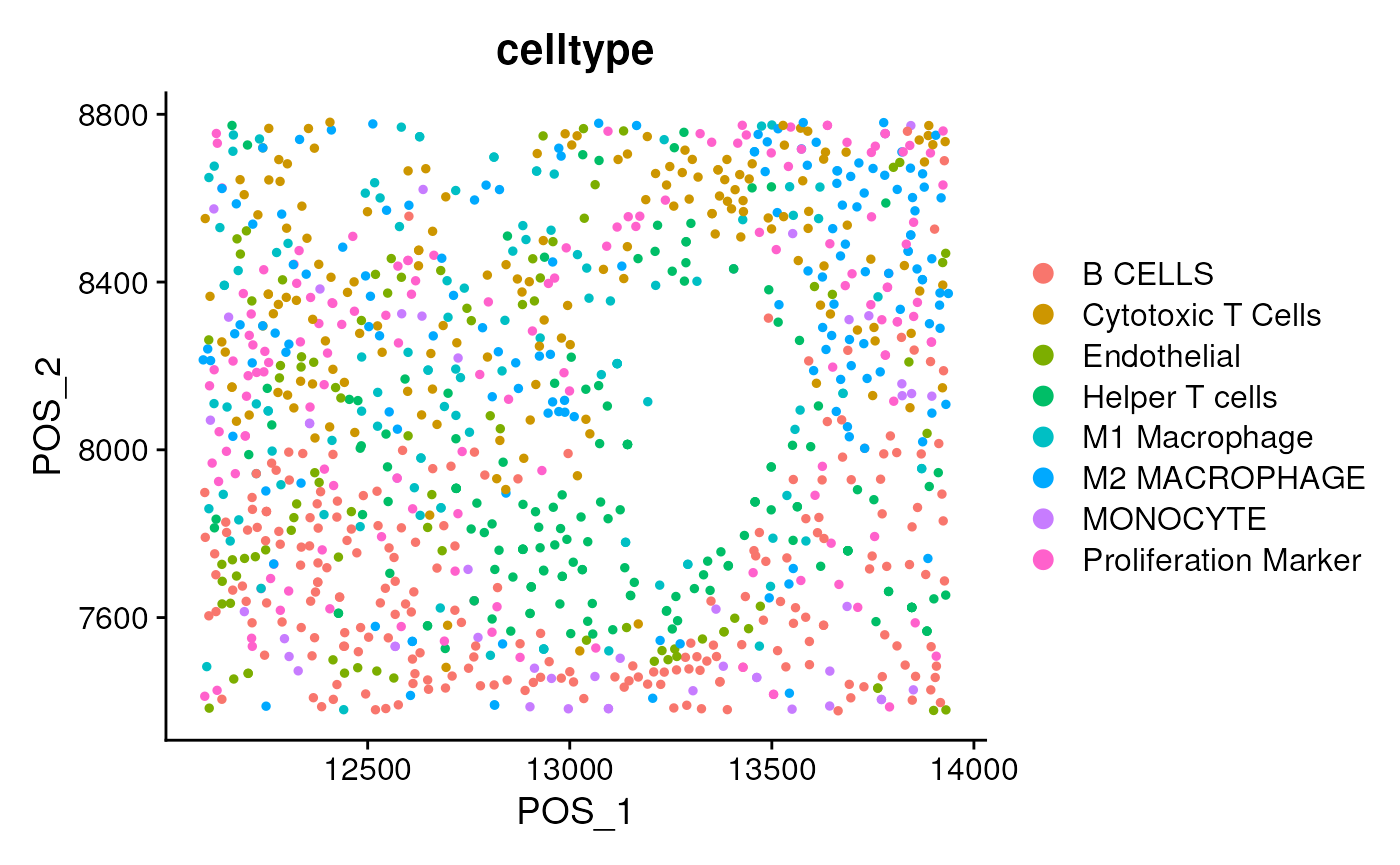 celltype
POS_2
8800
8400
8000
7600
12500
13000
13500
14000
POS_1
B CELLS
Cytotoxic T Cells
Endothelial
Helper T cells
M1 Macrophage
M2 MACROPHAGE
MONOCYTE
Proliferation Marker